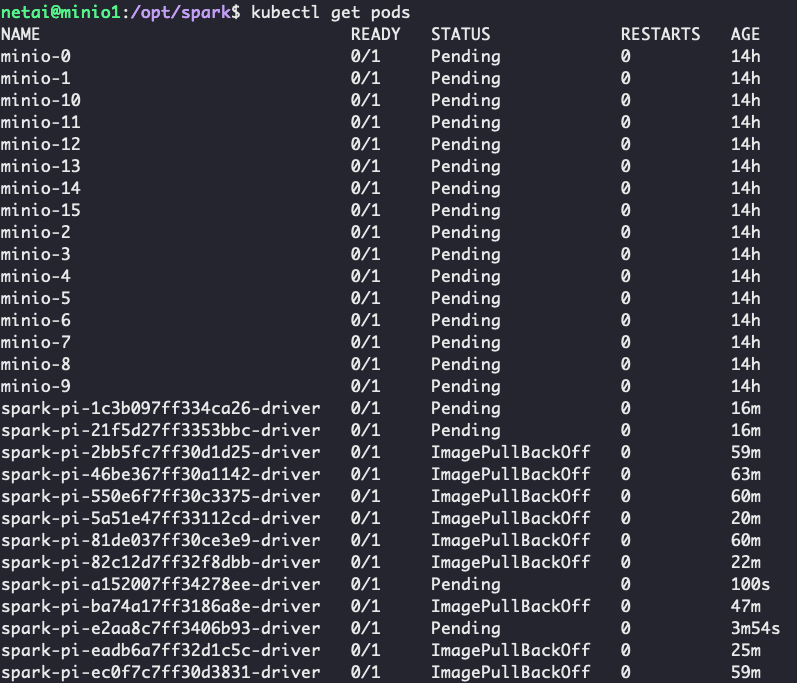 netai@minio1:/opt/spark$ kubectl get pods
NAME READY STATUS RESTARTS AGE
minio-0 0/1 Pending 0 14h
minio-1 0/1 Pending 0 14h
minio-10 0/1 Pending 0 14h
minio-11 0/1 Pending 0 14h
minio-12 0/1 Pending 0 14h
minio-13 0/1 Pending 0 14h
minio-14 0/1 Pending 0 14h
minio-15 0/1 Pending 0 14h
minio-2 0/1 Pending 0 14h
minio-3 0/1 Pending 0 14h
minio-4 0/1 Pending 0 14h
minio-5 0/1 Pending 0 14h
minio-6 0/1 Pending 0 14h
minio-7 0/1 Pending 0 14h
minio-8 0/1 Pending 0 14h
minio-9 0/1 Pending 0 14h
spark-pi-1c3b097ff334ca26-driver 0/1 Pending 0 16m
spark-pi-21f5d27ff3353bbc-driver 0/1 Pending 0 16m
spark-pi-2bb5fc7ff30d1d25-driver 0/1 ImagePullBackOff 0 59m
spark-pi-46be367ff30a1142-driver 0/1 ImagePullBackOff 0 63m
spark-pi-550e6f7ff30c3375-driver 0/1 ImagePullBackOff 0 60m
spark-pi-5a51e47ff33112cd-driver 0/1 ImagePullBackOff 0 20m
spark-pi-81de037ff30ce3e9-driver 0/1 ImagePullBackOff 0 60m
spark-pi-82c12d7ff32f8dbb-driver 0/1 ImagePullBackOff 0 22m
spark-pi-a152007ff34278ee-driver 0/1 Pending 0 100s
spark-pi-ba74a17ff3186a8e-driver 0/1 ImagePullBackOff 0 47m
spark-pi-e2aa8c7ff3406b93-driver 0/1 Pending 0 3m54s
spark-pi-eadb6a7ff32d1c5c-driver 0/1 ImagePullBackOff 0 25m
spark-pi-ec0f7c7ff30d3831-driver 0/1 ImagePullBackOff 0 59m